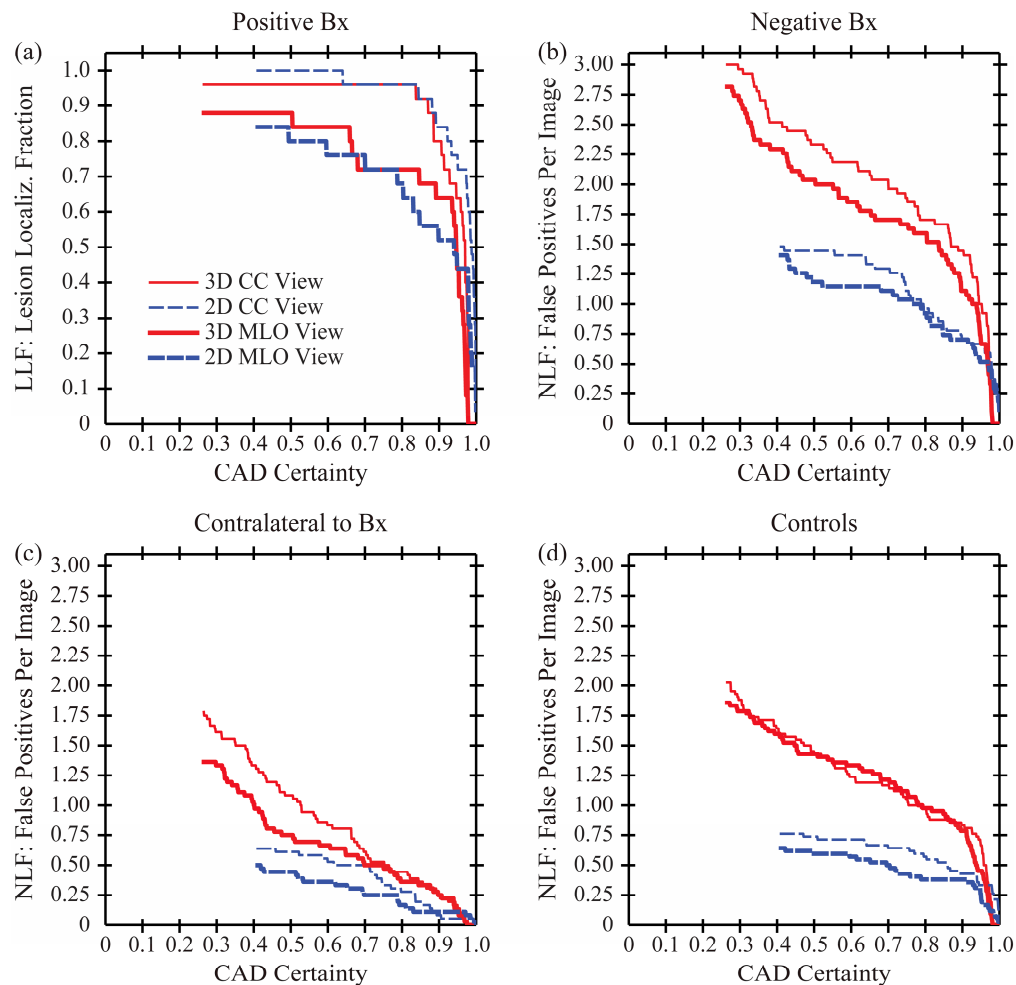 Positive Bx
(a)
LLF: Lesion Localiz. Fraction
1.0
0.9
0.8
0.7
0.6
0.5
0.4
0.3
0.2
0.1
0
3D CC View
2D CC View
3D MLO View
2D MLO View
0 0.1 0.2 0.3 0.4 0.5 0.6 0.7 0.8 0.9 1.0
CAD Certainty
Negative Bx
(b)
NLF: False Positives Per Image
3.00
2.75
2.50
2.25
2.00
1.75
1.50
1.25
1.00
0.75
0.50
0.25
0
0 0.1 0.2 0.3 0.4 0.5 0.6 0.7 0.8 0.9 1.0
CAD Certainty
Contralateral to Bx
(c)
NLF: False Positives Per Image
3.00
2.75
2.50
2.25
2.00
1.75
1.50
1.25
1.00
0.75
0.50
0.25
0
0 0.1 0.2 0.3 0.4 0.5 0.6 0.7 0.8 0.9 1.0
CAD Certainty
Controls
(d)
NLF: False Positives Per Image
3.00
2.75
2.50
2.25
2.00
1.75
1.50
1.25
1.00
0.75
0.50
0.25
0
0 0.1 0.2 0.3 0.4 0.5 0.6 0.7 0.8 0.9 1.0
CAD Certainty